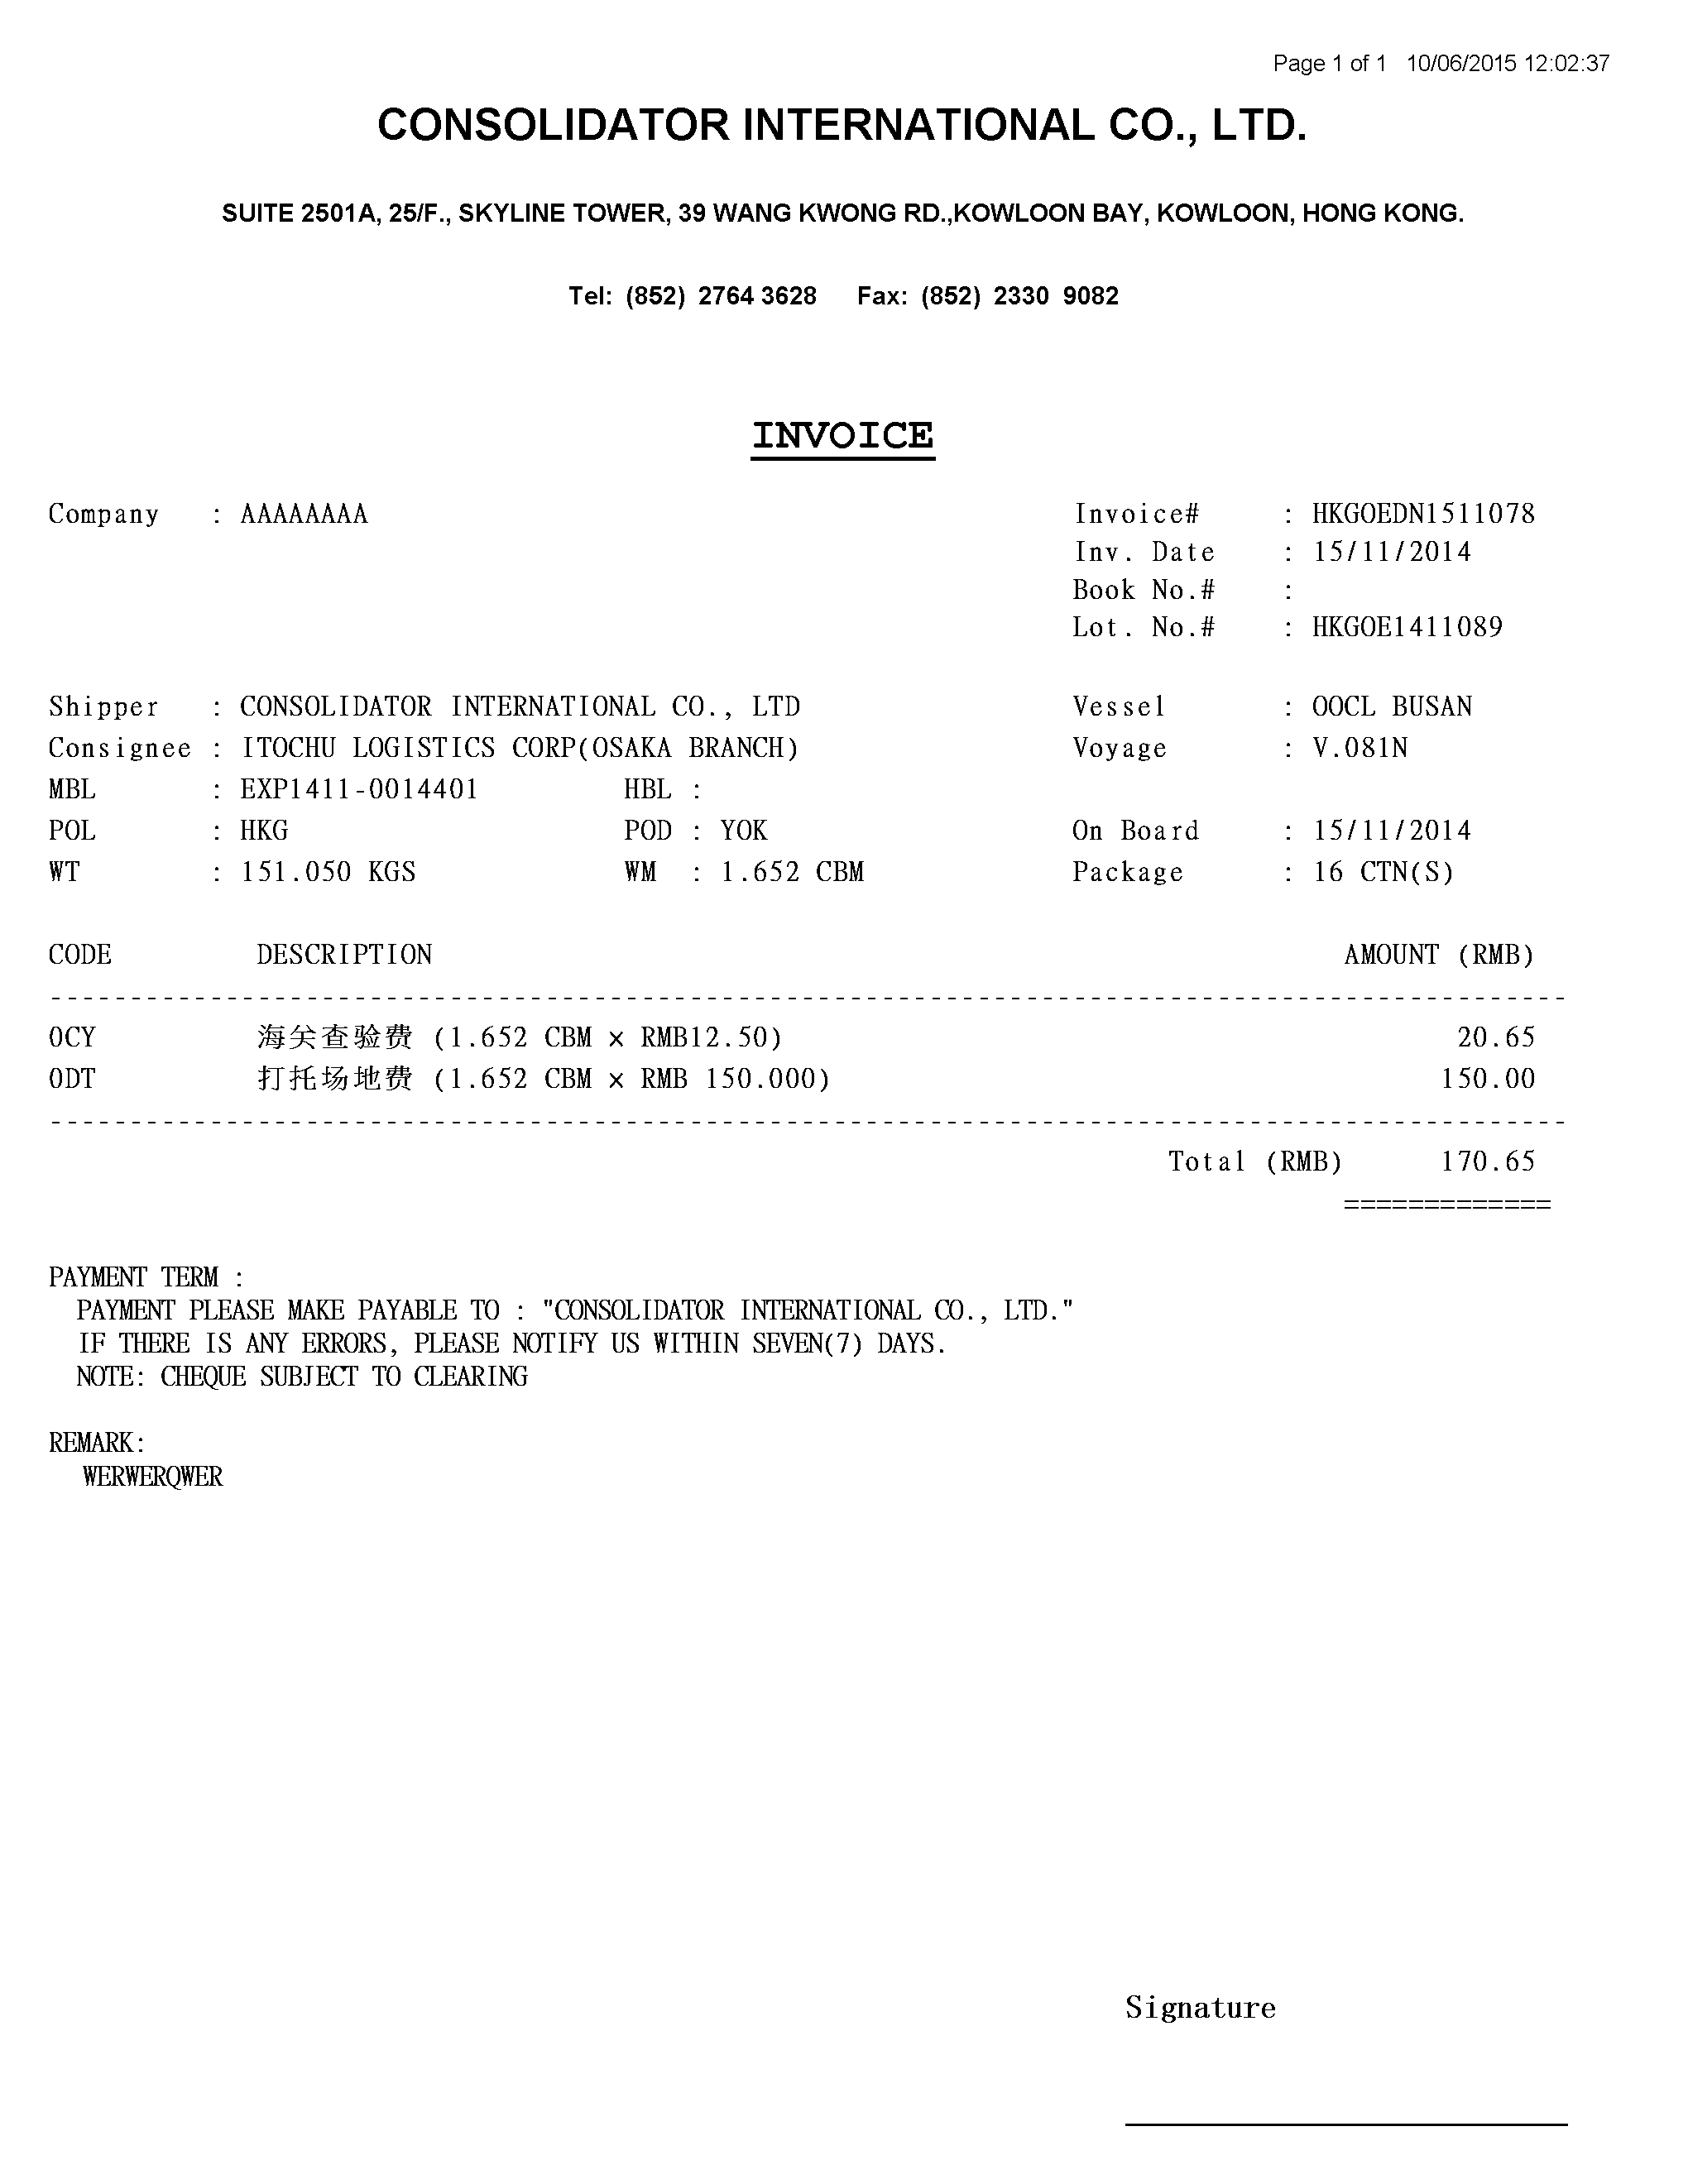 Page 1 of 1 10/06/2015 12:02:37
CONSOLIDATOR INTERNATIONAL CO., LTD.
SUITE 2501A, 25/F., SKYLINE TOWER, 39 WANG KWONG RD.,KOWLOON BAY, KOWLOON, HONG KONG.
Tel: (852) 2764 3628 Fax: (852) 2330 9082
INVOICE
Company : AAAAAAAA Invoice# : HKGOEDN1511078
Inv. Date : 15/11/2014
Book No.# :
Lot. No.# : HKGOE1411089
Shipper : CONSOLIDATOR INTERNATIONAL CO., LTD Vessel : OOCL BUSAN
Consignee : ITOCHU LOGISTICS CORP(OSAKA BRANCH) Voyage : V.081N
MBL : EXP1411-0014401 HBL :
POL : HKG POD : YOK On Board : 15/11/2014
WT : 151.050 KGS WM : 1.652 CBM Package : 16 CTN(S)
CODE DESCRIPTION AMOUNT (RMB)
OCY 海关查验费 (1.652 CBM × RMB12.50) 20.65
ODT 打托场地费 (1.652 CBM × RMB 150.000) 150.00
Total (RMB) 170.65
=============
PAYMENT TERM :
PAYMENT PLEASE MAKE PAYABLE TO : "CONSOLIDATOR INTERNATIONAL CO., LTD."
IF THERE IS ANY ERRORS, PLEASE NOTIFY US WITHIN SEVEN(7) DAYS.
NOTE: CHEQUE SUBJECT TO CLEARING
REMARK:
WERWERQWER
Signature